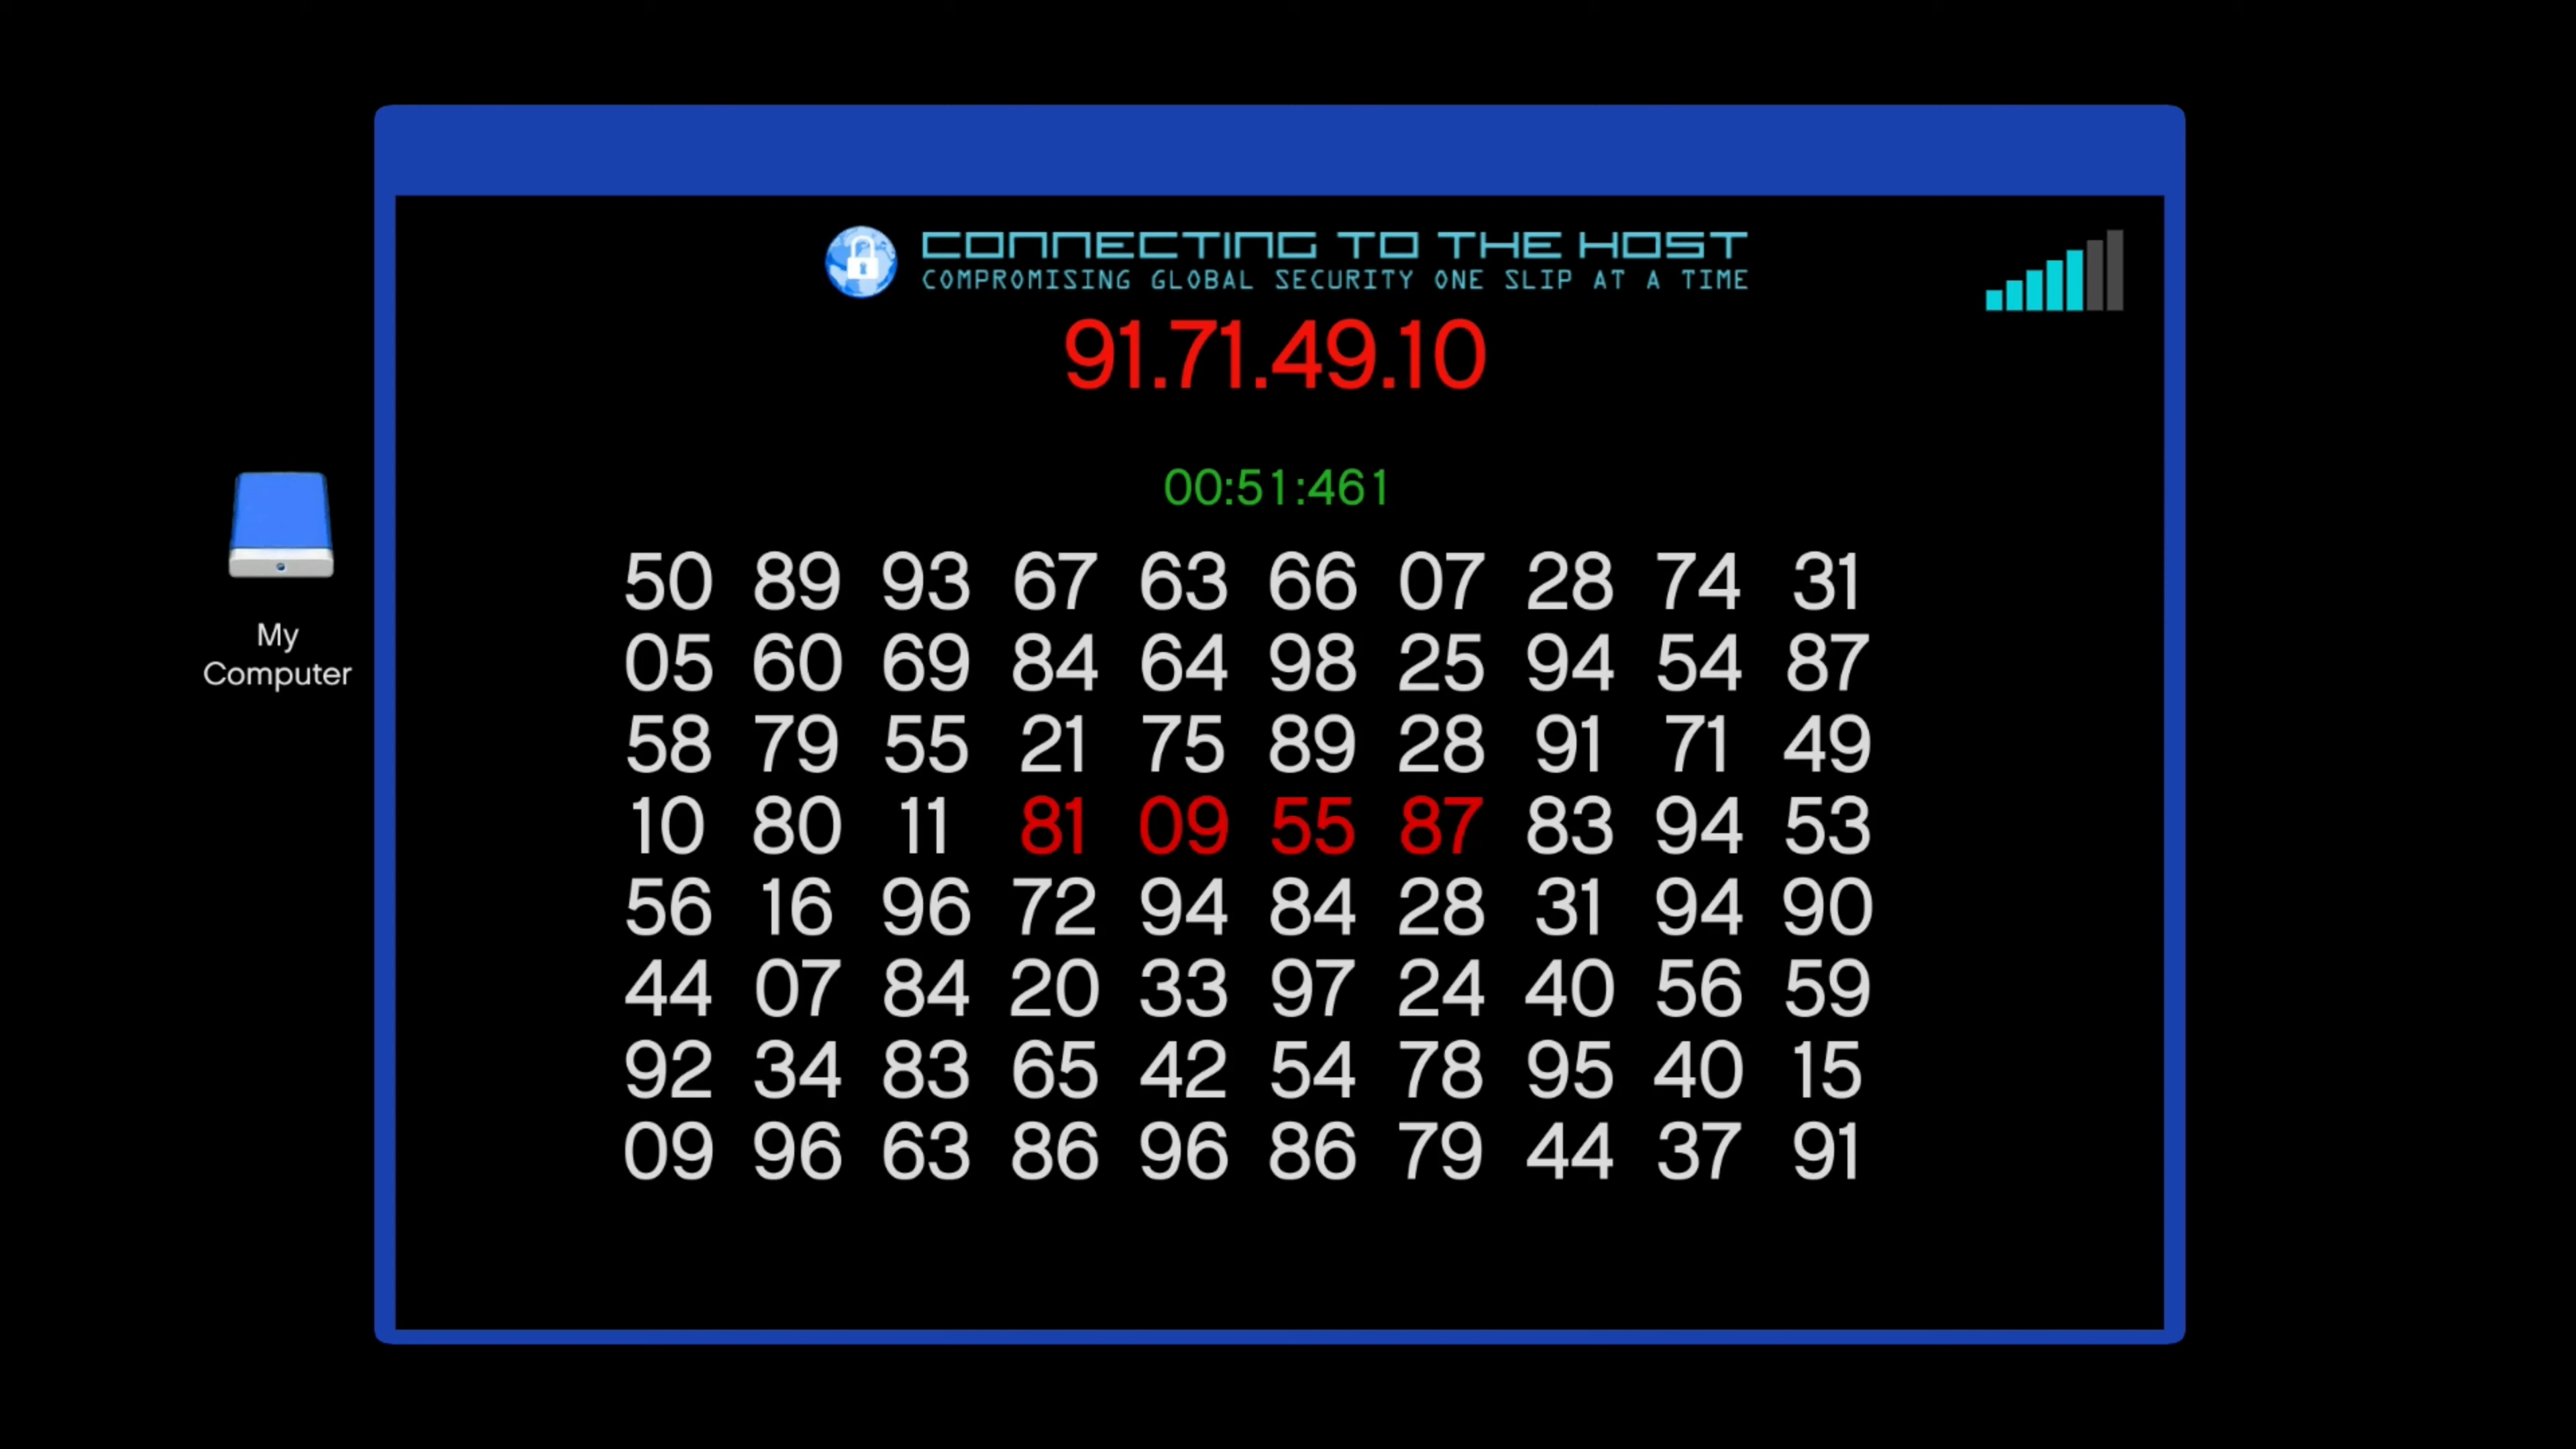 CONNECTING TO THE HOST
COMPROMISING GLOBAL SECURITY ONE SLIP AT A TIME
91.71.49.10
00:51:461
My
Computer
50 89 93 67 63 66 07 28 74 31
05 60 69 84 64 98 25 94 54 87
58 79 55 21 75 89 28 91 71 49
10 80 11 81 09 55 87 83 94 53
56 16 96 72 94 84 28 31 94 90
44 07 84 20 33 97 24 40 56 59
92 34 83 65 42 54 78 95 40 15
09 96 63 86 96 86 79 44 37 91